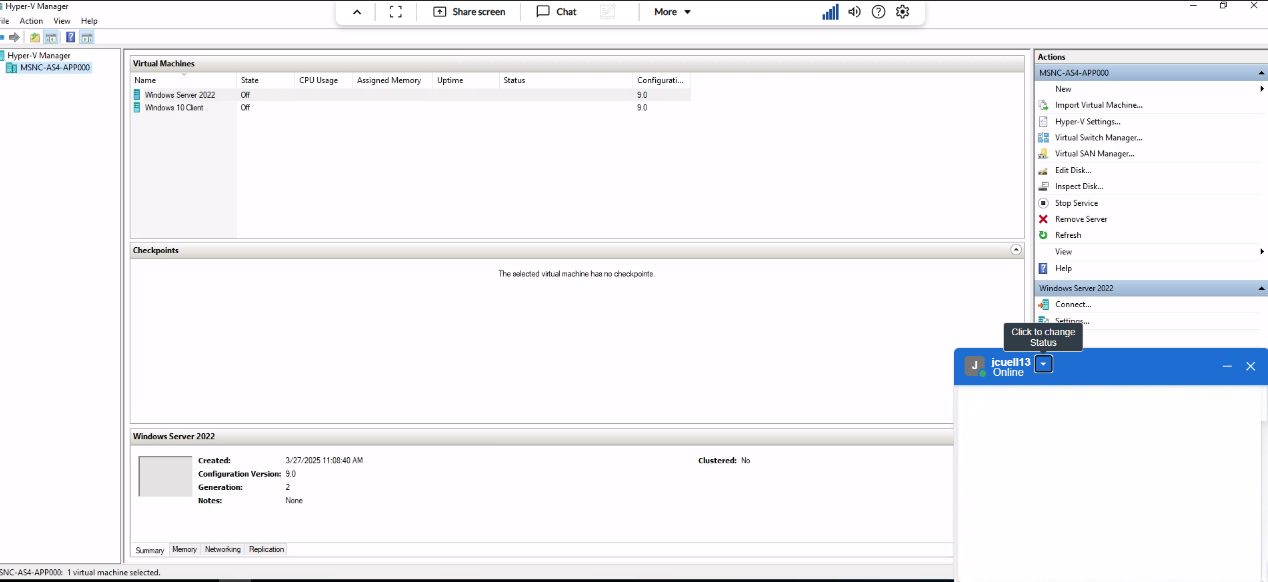 Hyper-V Manager
File Action View Help
Share screen
Chat
More
Hyper-V Manager
MSNC-AS4-APP000
Virtual Machines
Name State CPU Usage Assigned Memory Uptime Status Configurati...
Windows Server 2022 Off 9.0
Windows 10 Client Off 9.0
Checkpoints
The selected virtual machine has no checkpoints.
Windows Server 2022
Created: 3/27/2025 11:08:40 AM Clustered: No
Configuration Version: 9.0
Generation: 2
Notes: None
Summary Memory Networking Replication
Actions
MSNC-AS4-APP000
New
Import Virtual Machine...
Hyper-V Settings...
Virtual Switch Manager...
Virtual SAN Manager...
Edit Disk...
Inspect Disk...
Stop Service
Remove Server
Refresh
View
Help
Windows Server 2022
Connect...
Settings...
Click to change
Status
J
jcuell13
Online
SNC-AS4-APP000: 1 virtual machine selected.